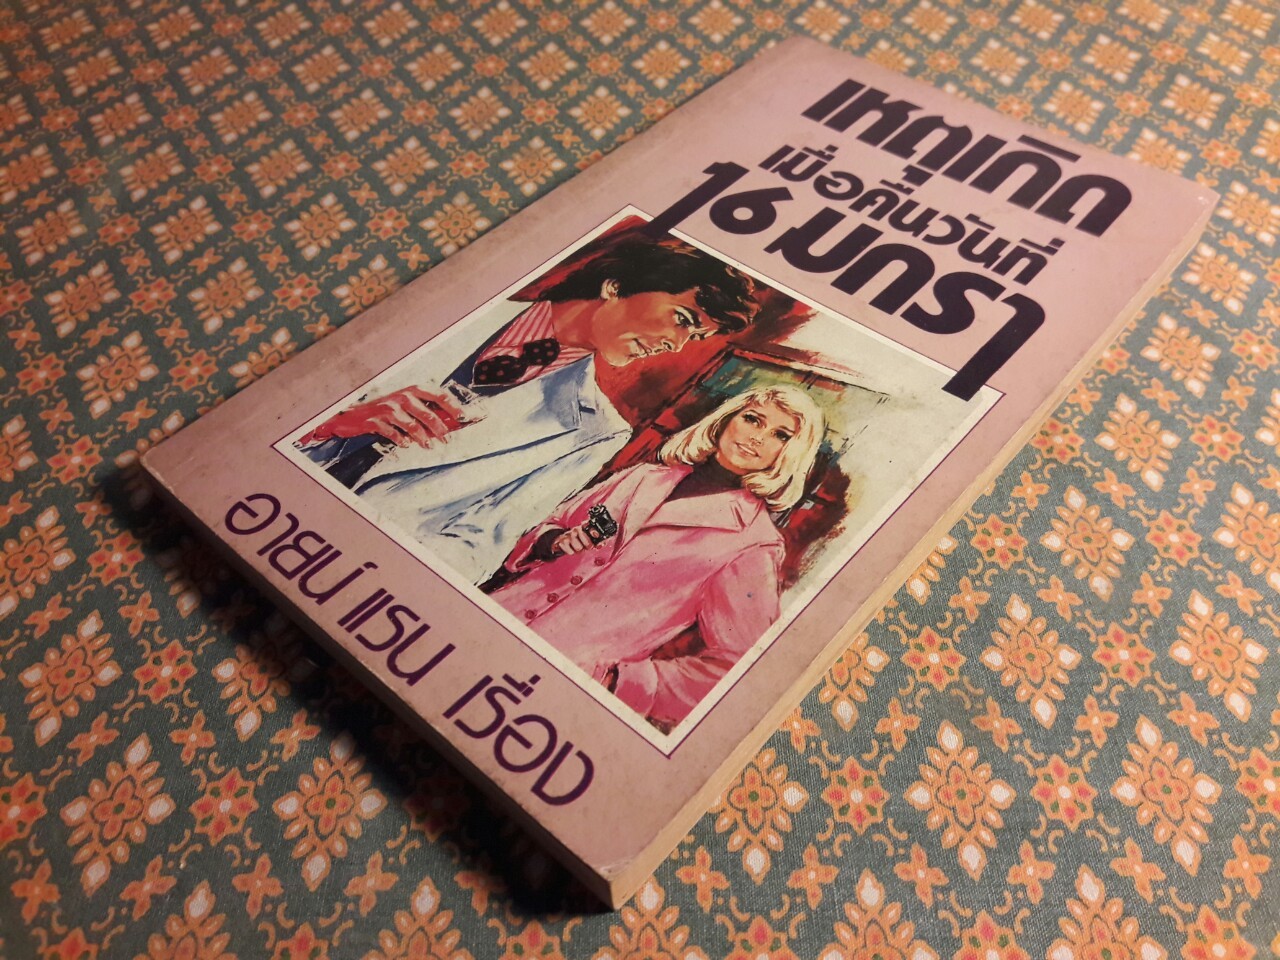 เหตุเกิด
เมื่อคืนวันที่
16 มกรา
อายน์ แรนด เรื่อง